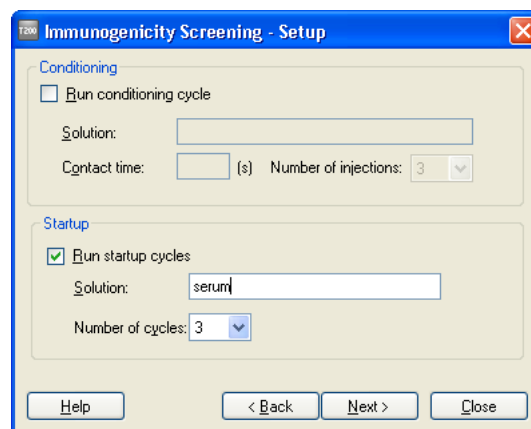 T200 Immunogenicity Screening - Setup
Conditioning
Run conditioning cycle
Solution:
Contact time: (s) Number of injections: 3
Startup
Run startup cycles
Solution: serum
Number of cycles: 3
Help < Back Next > Close